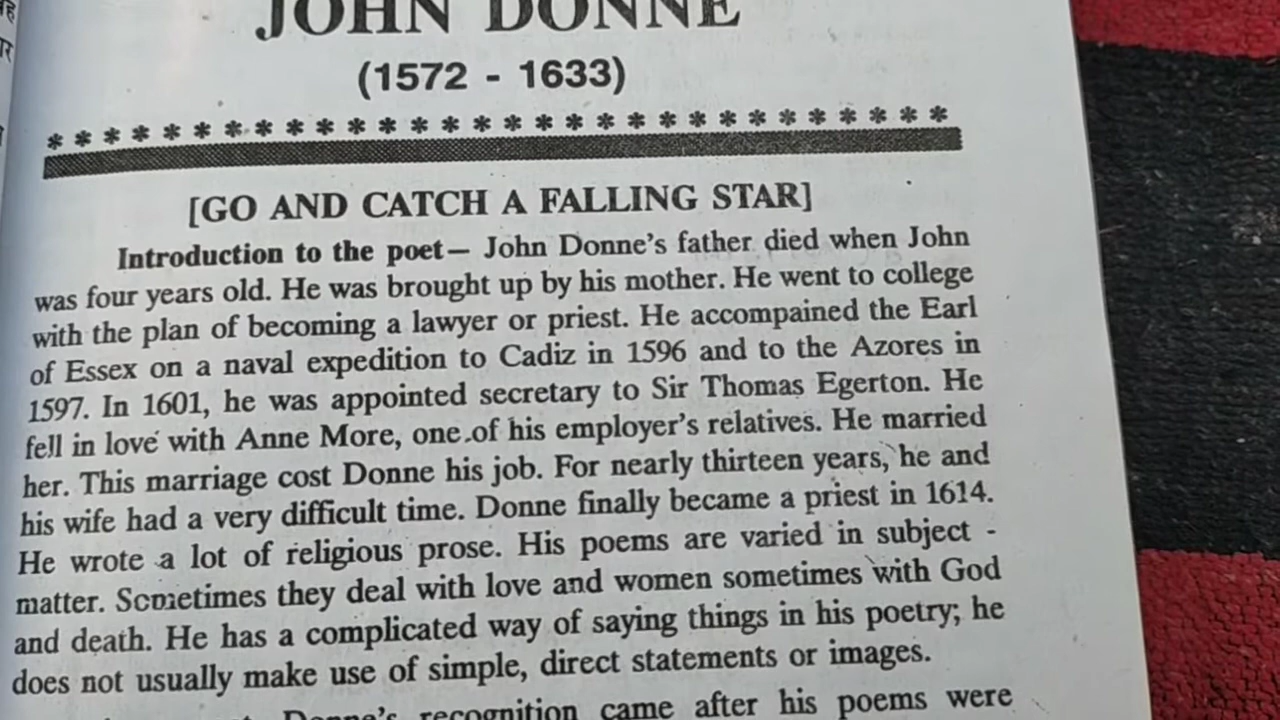 JOHN DONNE
(1572 - 1633)
* * * * * * * * * * * * * * * * * * * * * * * * * * * * * *
[GO AND CATCH A FALLING STAR]
Introduction to the poet— John Donne's father died when John
was four years old. He was brought up by his mother. He went to college
with the plan of becoming a lawyer or priest. He accompained the Earl
of Essex on a naval expedition to Cadiz in 1596 and to the Azores in
1597. In 1601, he was appointed secretary to Sir Thomas Egerton. He
fell in love with Anne More, one of his employer's relatives. He married
her. This marriage cost Donne his job. For nearly thirteen years, he and
his wife had a very difficult time. Donne finally became a priest in 1614.
He wrote a lot of religious prose. His poems are varied in subject -
matter. Sometimes they deal with love and women sometimes with God
and death. He has a complicated way of saying things in his poetry; he
does not usually make use of simple, direct statements or images.
Donne's recognition came after his poems were